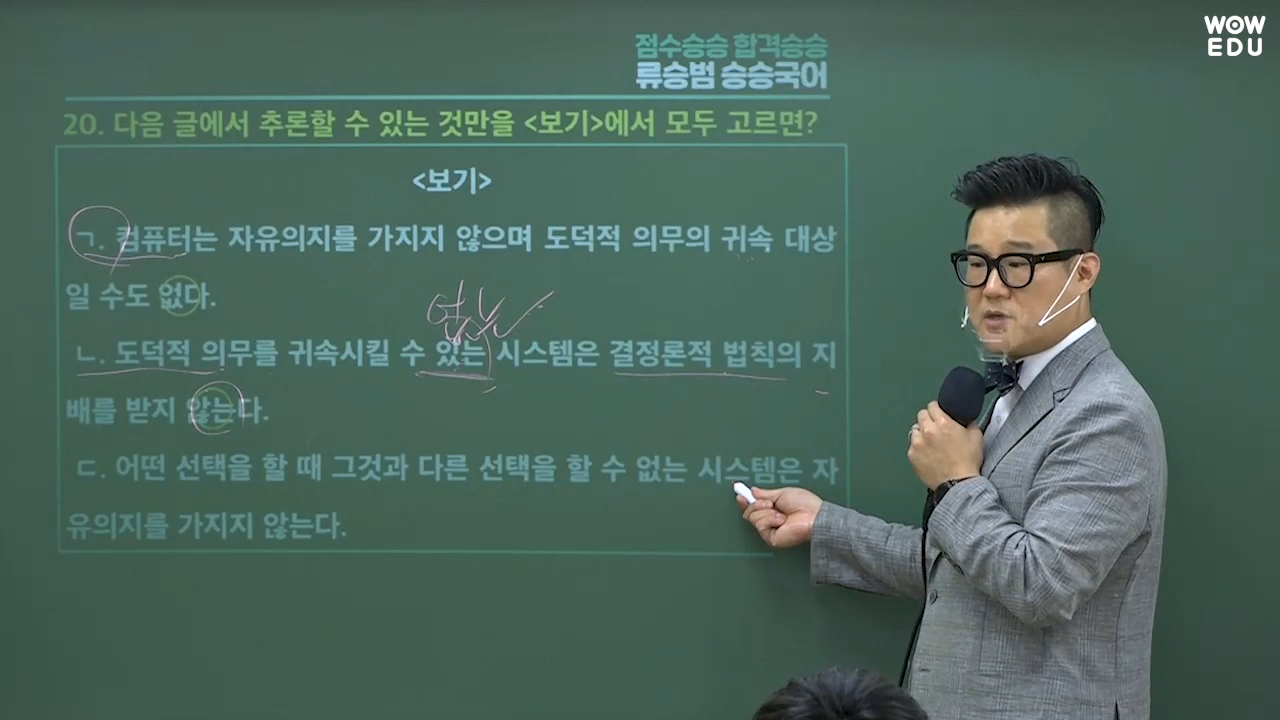 WOW
EDU
점수승승 합격승승
류승범 승승국어
20. 다음 글에서 추론할 수 있는 것만을 <보기>에서 모두 고르면?
<보기>
ㄱ. 컴퓨터는 자유의지를 가지지 않으며 도덕적 의무의 귀속 대상
일 수도 없다.
없는
ㄴ. 도덕적 의무를 귀속시킬 수 있는 시스템은 결정론적 법칙의 지
배를 받지 않는다.
ㄷ. 어떤 선택을 할 때 그것과 다른 선택을 할 수 없는 시스템은 자
유의지를 가지지 않는다.